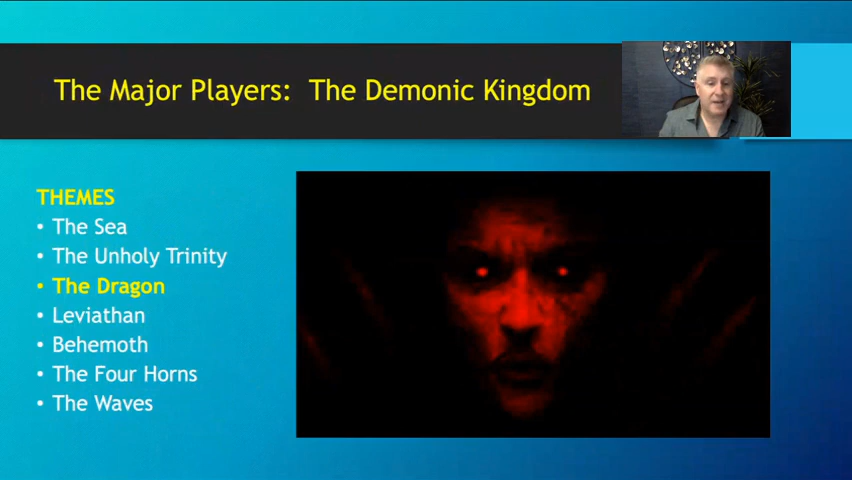 The Major Players: The Demonic Kingdom
THEMES
• The Sea
• The Unholy Trinity
• The Dragon
• Leviathan
• Behemoth
• The Four Horns
• The Waves